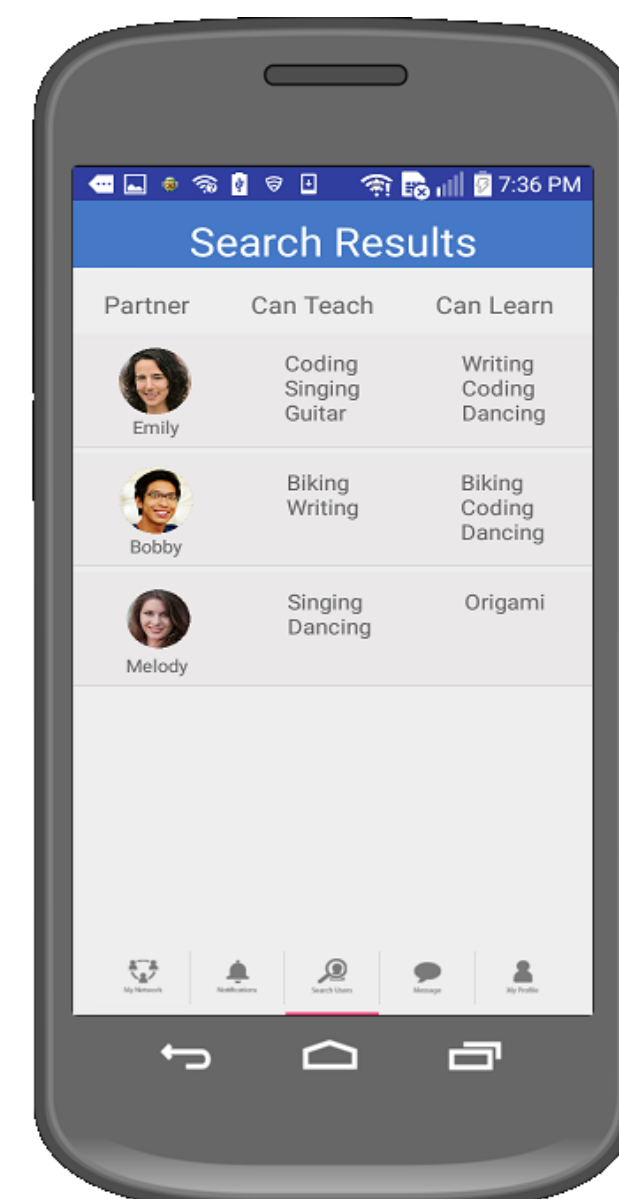 7:36 PM
Search Results
Partner Can Teach Can Learn
Coding Writing
Singing Coding
Guitar Dancing
Emily
Biking Biking
Writing Coding
Dancing
Bobby
Singing Origami
Dancing
Melody
My Network Notifications Search Users Message My Profile